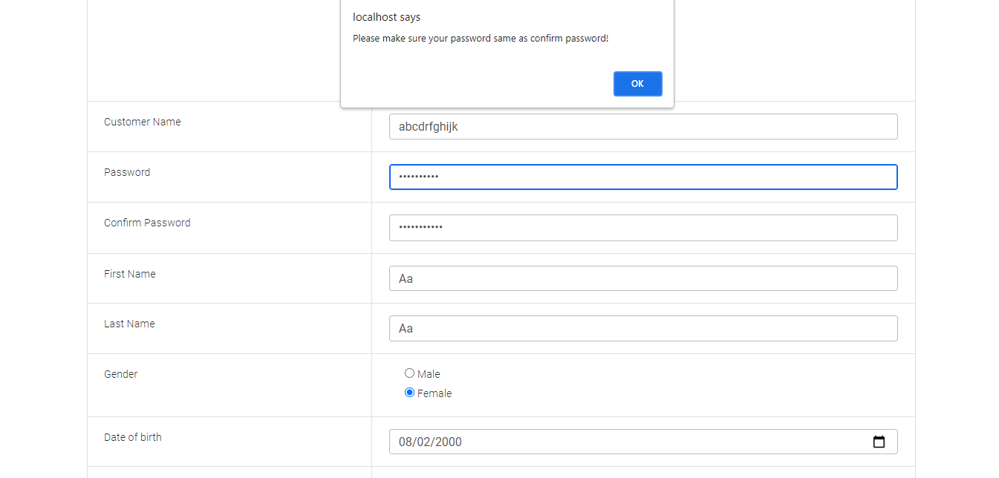 localhost says
Please make sure your password same as confirm password!
OK
Customer Name
abcdrfghijk
Password
••••••••••
Confirm Password
•••••••••••
First Name
Aa
Last Name
Aa
Gender
Male
Female
Date of birth
08/02/2000